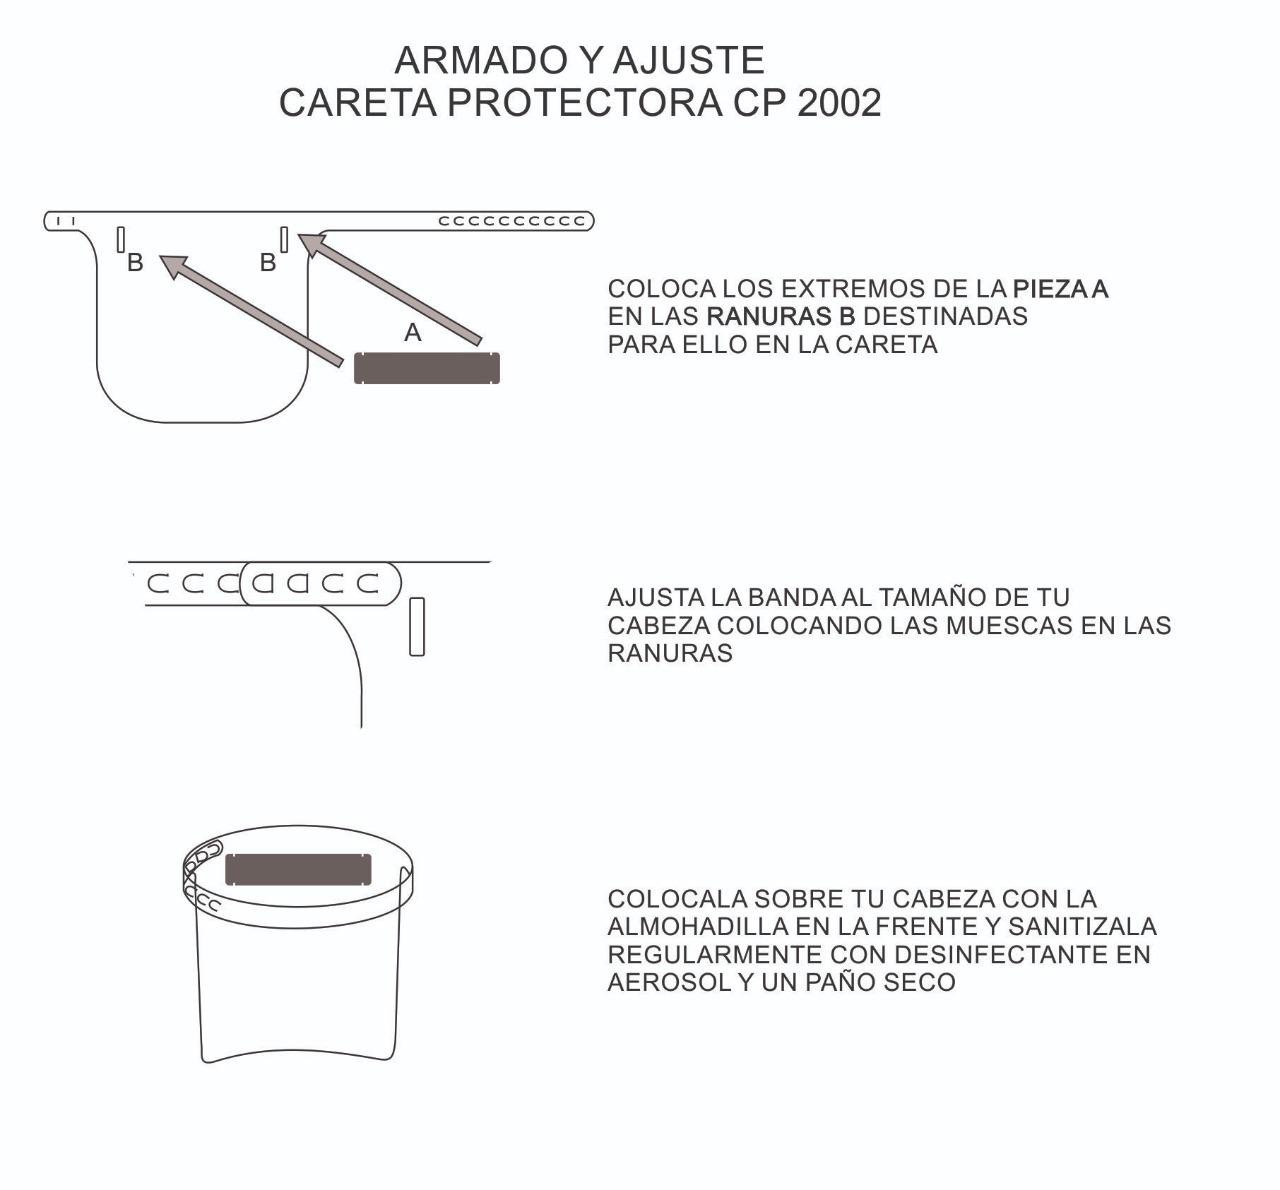 ARMADO Y AJUSTE
CARETA PROTECTORA CP 2002
B
B
A
COLOCA LOS EXTREMOS DE LA PIEZA A
EN LAS RANURAS B DESTINADAS
PARA ELLO EN LA CARETA
AJUSTA LA BANDA AL TAMAÑO DE TU
CABEZA COLOCANDO LAS MUESCAS EN LAS
RANURAS
COLOCALA SOBRE TU CABEZA CON LA
ALMOHADILLA EN LA FRENTE Y SANITIZALA
REGULARMENTE CON DESINFECTANTE EN
AEROSOL Y UN PAÑO SECO